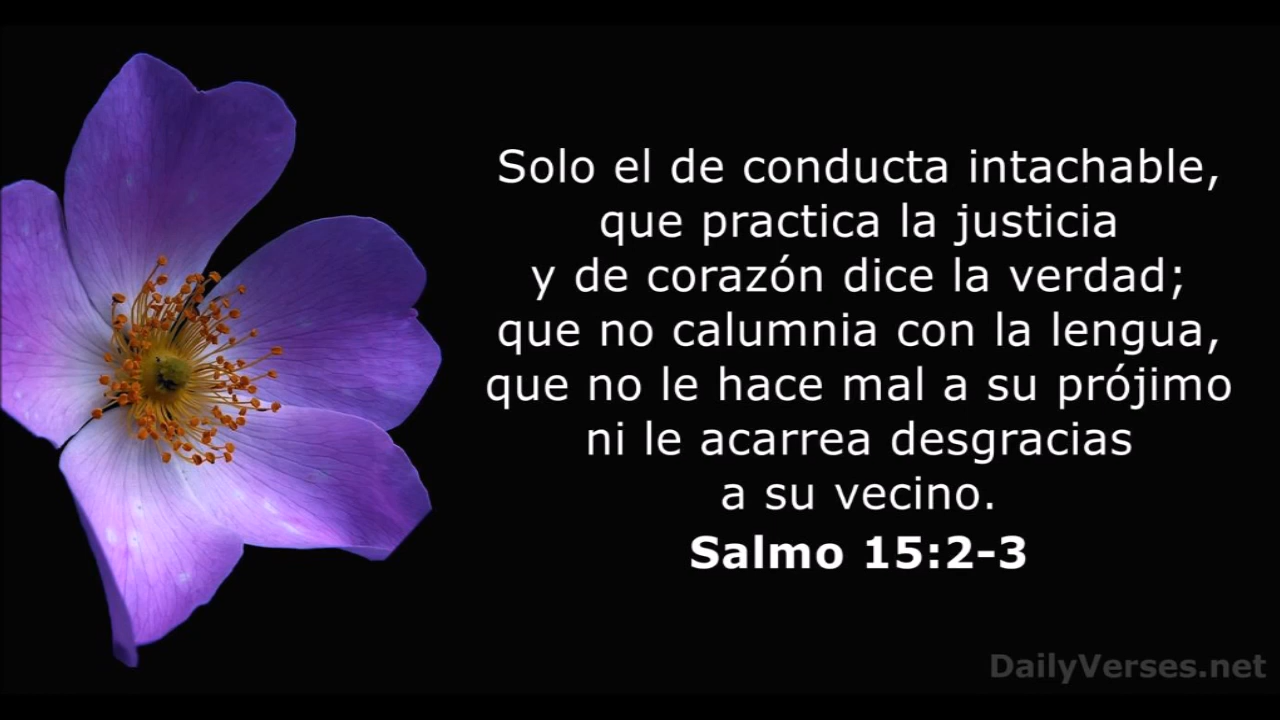 Solo el de conducta intachable,
que practica la justicia
y de corazón dice la verdad;
que no calumnia con la lengua,
que no le hace mal a su prójimo
ni le acarrea desgracias
a su vecino.
Salmo 15:2-3
DailyVerses.net